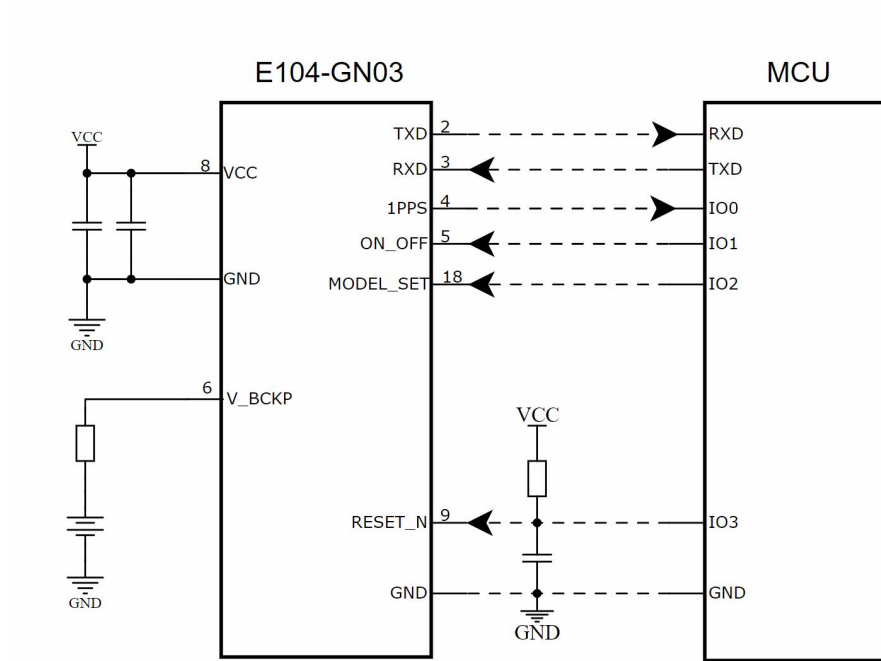 E104-GN03 MCU
TXD 2 RXD
VCC
RXD 3 TXD
8 VCC
1PPS 4 IO0
ON_OFF 5 IO1
GND
MODEL_SET 18 IO2
GND
6 V_BCKP
VCC
RESET_N 9 IO3
GND GND
GND
GND